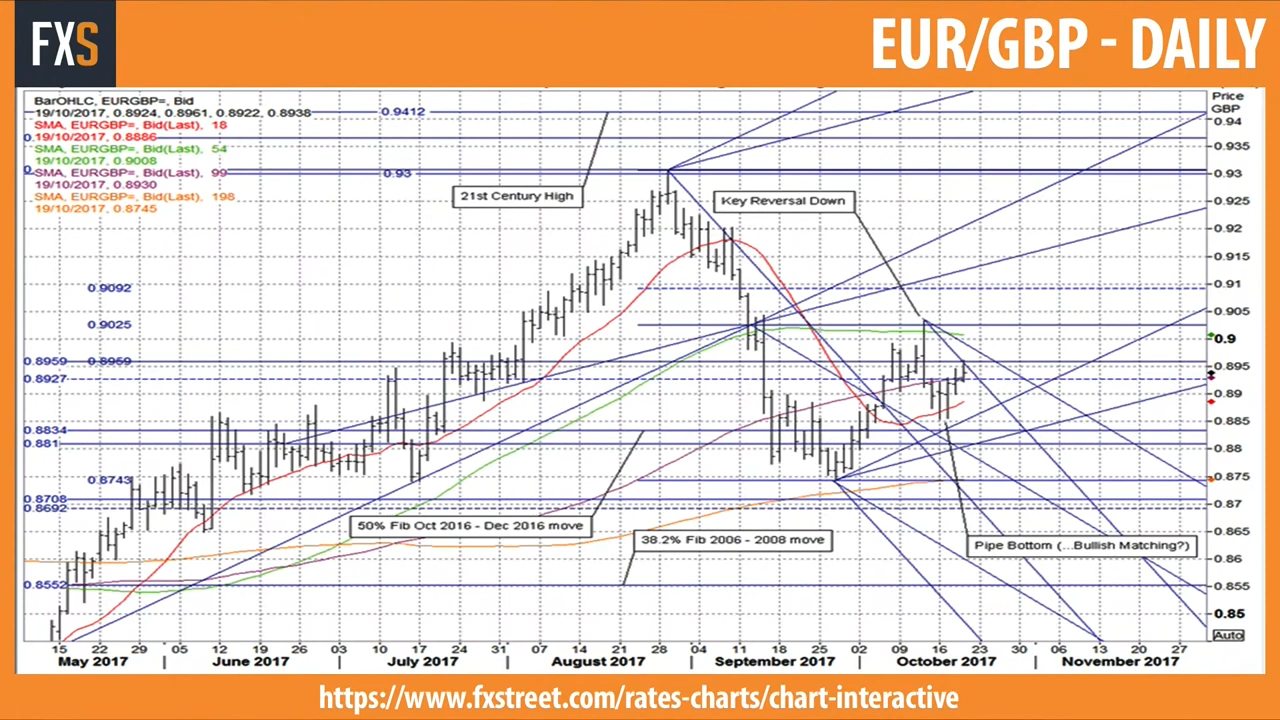 FXS
EUR/GBP - DAILY
BarOHLC, EURGBP=, Bid
19/10/2017, 0.8924, 0.8961, 0.8922, 0.8938
SMA, EURGBP=, Bid(Last), 18
19/10/2017, 0.8886
SMA, EURGBP=, Bid(Last), 54
19/10/2017, 0.9008
SMA, EURGBP=, Bid(Last), 99
19/10/2017, 0.8930
SMA, EURGBP=, Bid(Last), 198
19/10/2017, 0.8745
0.9412
0.93
21st Century High
Key Reversal Down
0.9092
0.9025
0.8959 0.8959
0.8927
0.8834
0.881
0.8743
0.8708
0.8692
0.8552
50% Fib Oct 2016 - Dec 2016 move
38.2% Fib 2006 - 2008 move
Pipe Bottom (...Bullish Matching?)
Price
GBP
0.94
0.935
0.93
0.925
0.92
0.915
0.91
0.905
0.9
0.895
0.89
0.885
0.88
0.875
0.87
0.865
0.86
0.855
0.85
Auto
15 22 29 05 12 19 26 03 10 17 24 31 07 14 21 28 04 11 18 25 02 09 16 23 30 06 13 20 27
May 2017 June 2017 July 2017 August 2017 September 2017 October 2017 November 2017
https://www.fxstreet.com/rates-charts/chart-interactive